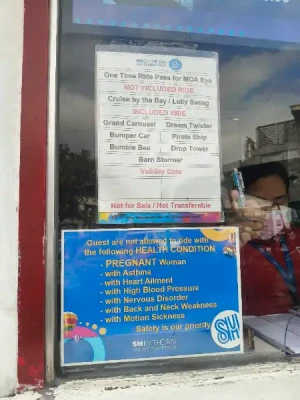 One Time Ride Pass for MOA Eye
NOT INCLUDED RIDE
Cruise by the Bay / Lolly Swing
INCLUDED RIDE
Grand Carousel Dream Twister
Bumper Car Pirate Ship
Bumble Bee Drop Tower
Barn Stormer
Validity Date
Not for Sale / Not Transferable
Guest are not allowed to ride with
the following HEALTH CONDITION
- PREGNANT Woman
- with Asthma
- with Heart Ailment
- with High Blood Pressure
- with Nervous Disorder
- with Back and Neck Weakness
- with Motion Sickness
Safety is our priority
SM BY THE BAY